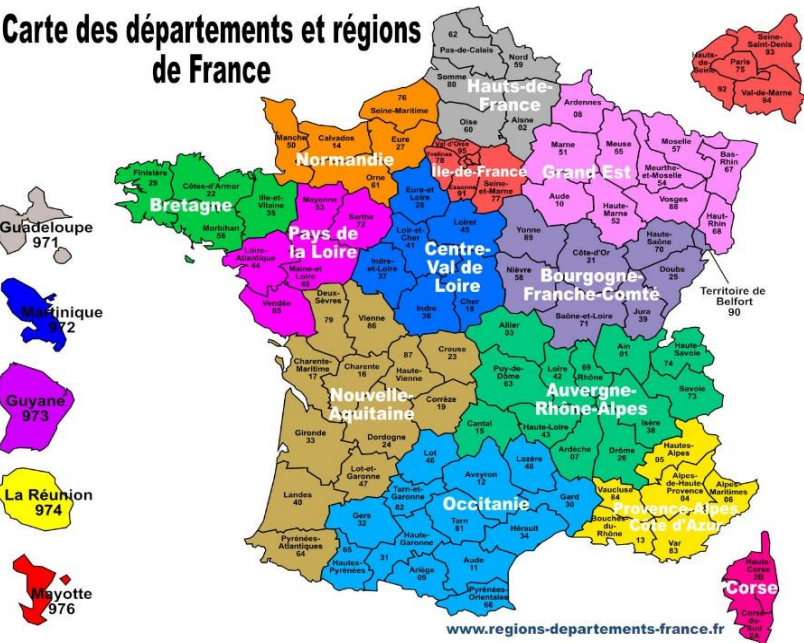 Carte des départements et régions
de France
62
Pas-de-Calais
Nord
59
Somme
80
Hauts-de-
France
Oise
60
Aisne
02
Seine-
Saint-Denis
93
Hauts-
de-
Seine
92
Paris
75
Val-de-Marne
94
76
Seine-Maritime
Manche
50
Calvados
14
Eure
27
Normandie
Orne
61
Val d'Oise
95
Yvelines
78
Ile-de-France
Essonne
91
Seine-
et-Marne
77
Ardennes
08
Marne
51
Meuse
55
Moselle
57
Meurthe-
et-Moselle
54
Bas-
Rhin
67
Grand Est
Aude
10
Haute-
Marne
52
Vosges
88
Haut-
Rhin
68
Finistère
29
Côtes-d'Armor
22
Ille-et-
Vilaine
35
Bretagne
Morbihan
56
Mayenne
53
Sarthe
72
Pays de
la Loire
Loire-
Atlantique
44
Maine-et
Loire
49
Vendée
85
Eure-et
Loire
28
Loiret
45
Loir-et-
Cher
41
Centre-
Val de
Loire
Indre-
et-Loire
37
Indre
36
Cher
18
Yonne
89
Côte-d'Or
21
Haute-
Saône
70
Nièvre
58
Doubs
25
Bourgogne-
Franche-Comté
Saône-et-Loire
71
Jura
39
Territoire de
Belfort
90
Guadeloupe
971
Martinique
972
Guyane
973
La Réunion
974
Mayotte
976
Deux-
Sèvres
79
Vienne
86
Charente-
Maritime
17
Charente
16
87
Haute-
Vienne
Creuse
23
Nouvelle-
Aquitaine
Corrèze
19
Gironde
33
Dordogne
24
Lot-et-
Garonne
47
Landes
40
Pyrénées-
Atlantiques
64
Allier
03
Puy-de-
Dôme
63
Loire
42
69
Rhône
Ain
01
Haute-
Savoie
74
Savoie
73
Auvergne-
Rhône-Alpes
Cantal
15
Haute-Loire
43
Isère
38
Ardèche
07
Drôme
26
Lot
46
Aveyron
12
Lozère
48
Tarn-et-
Garonne
82
Occitanie
Gard
30
Gers
32
Tarn
81
Hérault
34
Haute-
Garonne
31
65
Hautes-
Pyrénées
Ariège
09
Aude
11
Pyrénées-
Orientales
66
Hautes-
Alpes
05
Vaucluse
84
Alpes-
de-Haute-
Provence
04
Alpes-
Maritimes
06
Provence-Alpes
Cote d'Azur
Bouches-
du-
Rhône
13
Var
83
Haute-
Corse
2B
Corse
Corse-
du-
Sud
2A
www.regions-departements-france.fr